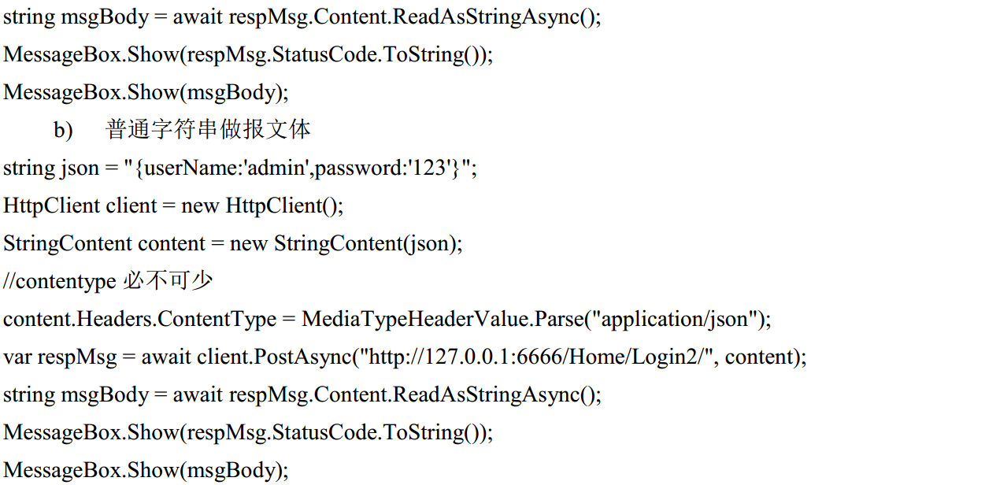 string msgBody = await respMsg.Content.ReadAsStringAsync();
MessageBox.Show(respMsg.StatusCode.ToString());
MessageBox.Show(msgBody);
b) 普通字符串做报文体
string json = "{userName:'admin',password:'123'}";
HttpClient client = new HttpClient();
StringContent content = new StringContent(json);
//contentype 必不可少
content.Headers.ContentType = MediaTypeHeaderValue.Parse("application/json");
var respMsg = await client.PostAsync("http://127.0.0.1:6666/Home/Login2/", content);
string msgBody = await respMsg.Content.ReadAsStringAsync();
MessageBox.Show(respMsg.StatusCode.ToString());
MessageBox.Show(msgBody);